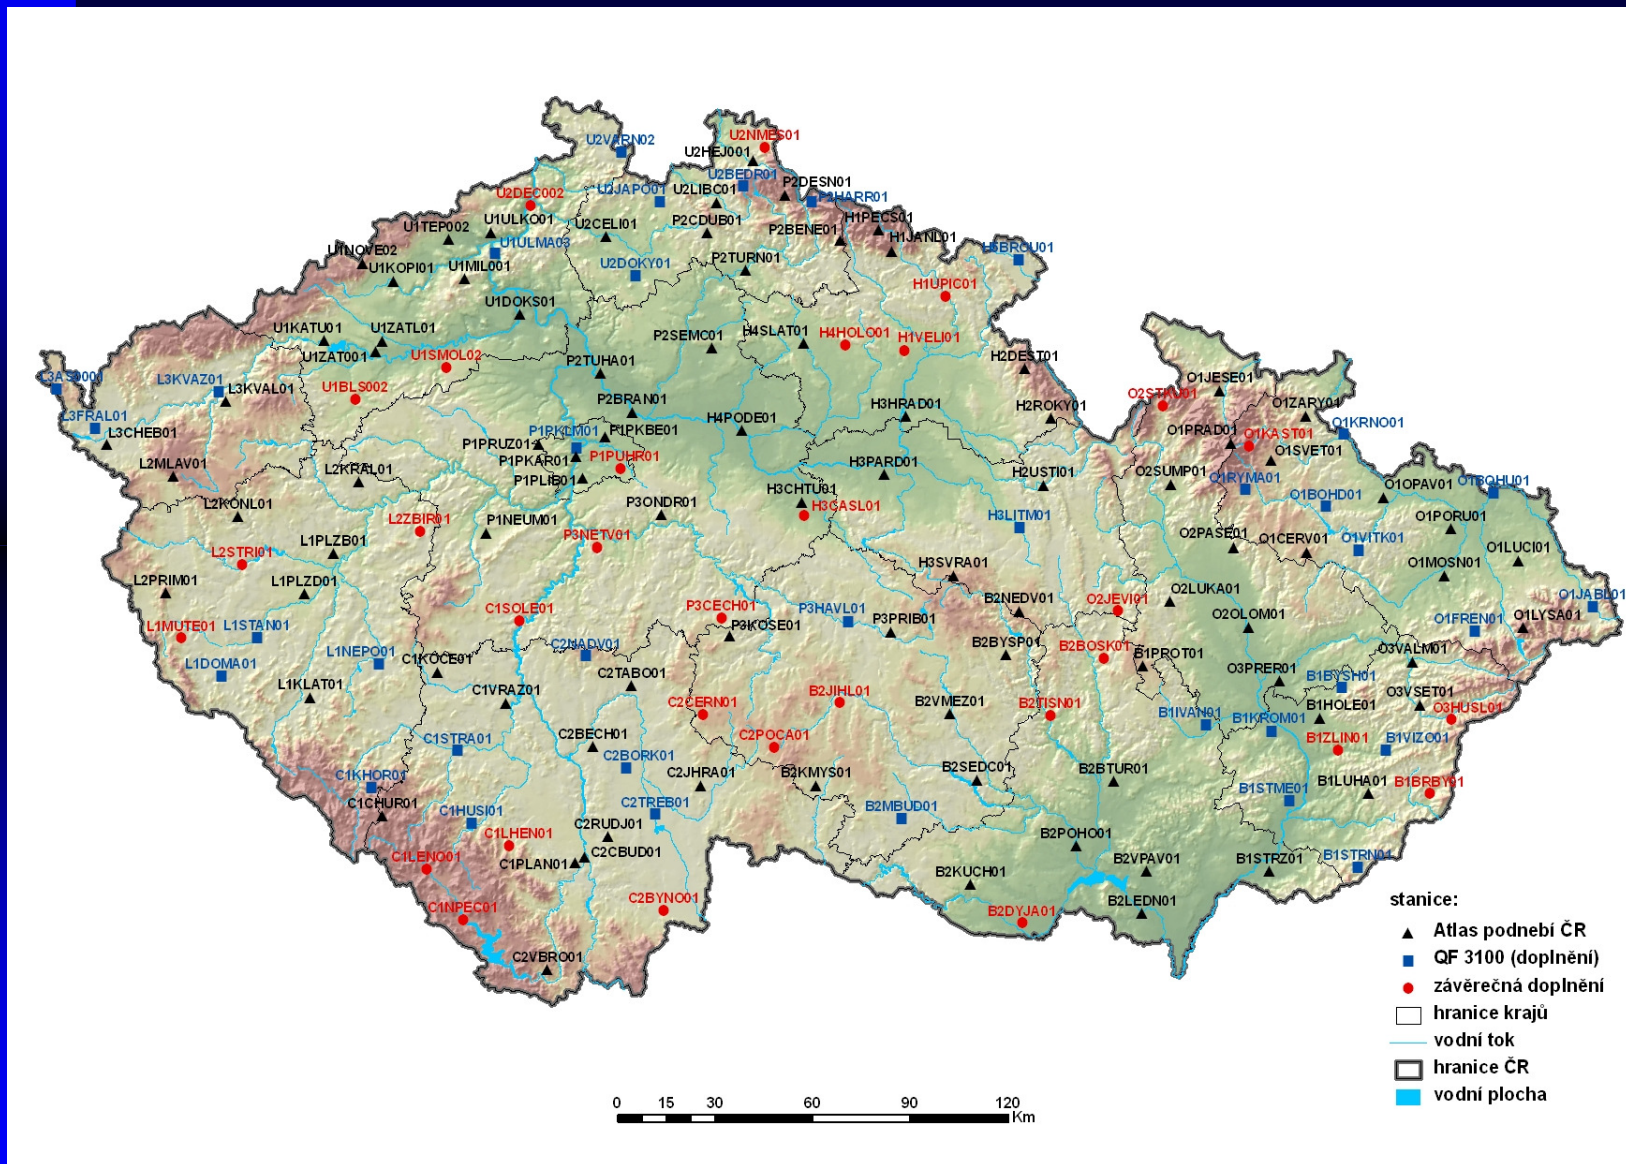 U2VARN02
U2NMES01
U2HEJ001
U2BEDR01
P2DESN01
U2DEC002
U2JAPO01
U2LIBC01
P2HARR01
U1TEP002
U1ULKO01
U2CELI01
P2CDUB01
P2BENE01
H1PECS01
H1JANL01
U1NOVE02
U1ULMA03
H5BROU01
U1KOPI01
U1MIL001
U2DOKY01
P2TURN01
H1UPIC01
U1DOKS01
U1KATU01
U1ZATL01
P2SEMC01
H4SLAT01
H4HOLO01
H1VELI01
U1ZAT001
U1SMOL02
P2TUHA01
H2DEST01
L3AS0001
L3KVAZ01
L3KVAL01
U1BLS002
O1JESE01
O2STAU01
P2BRAN01
H3HRAD01
H2ROKY01
O1ZARY01
L3FRAL01
H4PODE01
O1KRNO01
L3CHEB01
P1PRUZ01
P1PKLM01
P1PKBE01
O1PRAD01
O1KAST01
O1SVET01
L2MLAV01
L2KRAL01
P1PKAR01
P1PUHR01
H3PARD01
H2USTI01
O2SUMP01
P1PLIB01
O1RYMA01
O1BOHU01
O1OPAV01
L2KONL01
P3ONDR01
H3CHTU01
H3CASL01
O1BOHD01
P1NEUM01
L2ZBIR01
H3LITM01
O1PORU01
L1PLZB01
P3NETV01
O2PASE01
O1CERV01
O1VITK01
L2STRI01
O1LUCI01
L2PRIM01
L1PLZD01
H3SVRA01
O1MOSN01
O2LUKA01
O1JABL01
C1SOLE01
P3CECH01
P3HAVL01
B2NEDV01
O2JEVI01
O2OLOM01
O1LYSA01
L1MUTE01
L1STAN01
P3KOSE01
P3PRIB01
O1FREN01
L1DOMA01
L1NEPO01
C1KOCE01
C2NADV01
B2BYSP01
B2BOSK01
B1PROT01
O3VALM01
L1KLAT01
C1VRAZ01
C2TABO01
O3PRER01
B1BYSH01
C2CERN01
B2JIHL01
B2VMEZ01
B2TISN01
B1IVAN01
B1KROM01
B1HOLE01
O3VSET01
O3HUSL01
C1STRA01
C2BECH01
C2POCA01
C2BORK01
B1ZLIN01
B1VIZO01
C1KHOR01
C2JHRA01
B2KMYS01
B2SEDC01
B2BTUR01
B1STME01
B1LUHA01
B1BRBY01
C1CHUR01
C1HUSI01
C2TREB01
B2MBUD01
C1LHEN01
C2RUDJ01
B2POHO01
C1LENO01
C1PLAN01
C2CBUD01
B2KUCH01
B2VPAV01
B1STRZ01
B1STRN01
C1NPEC01
C2BYNO01
B2DYJA01
B2LEDN01
C2VBRO01
stanice:
Atlas podnebí ČR
QF 3100 (doplnění)
závěrečná doplnění
hranice krajů
vodní tok
hranice ČR
vodní plocha
0 15 30 60 90 120
Km